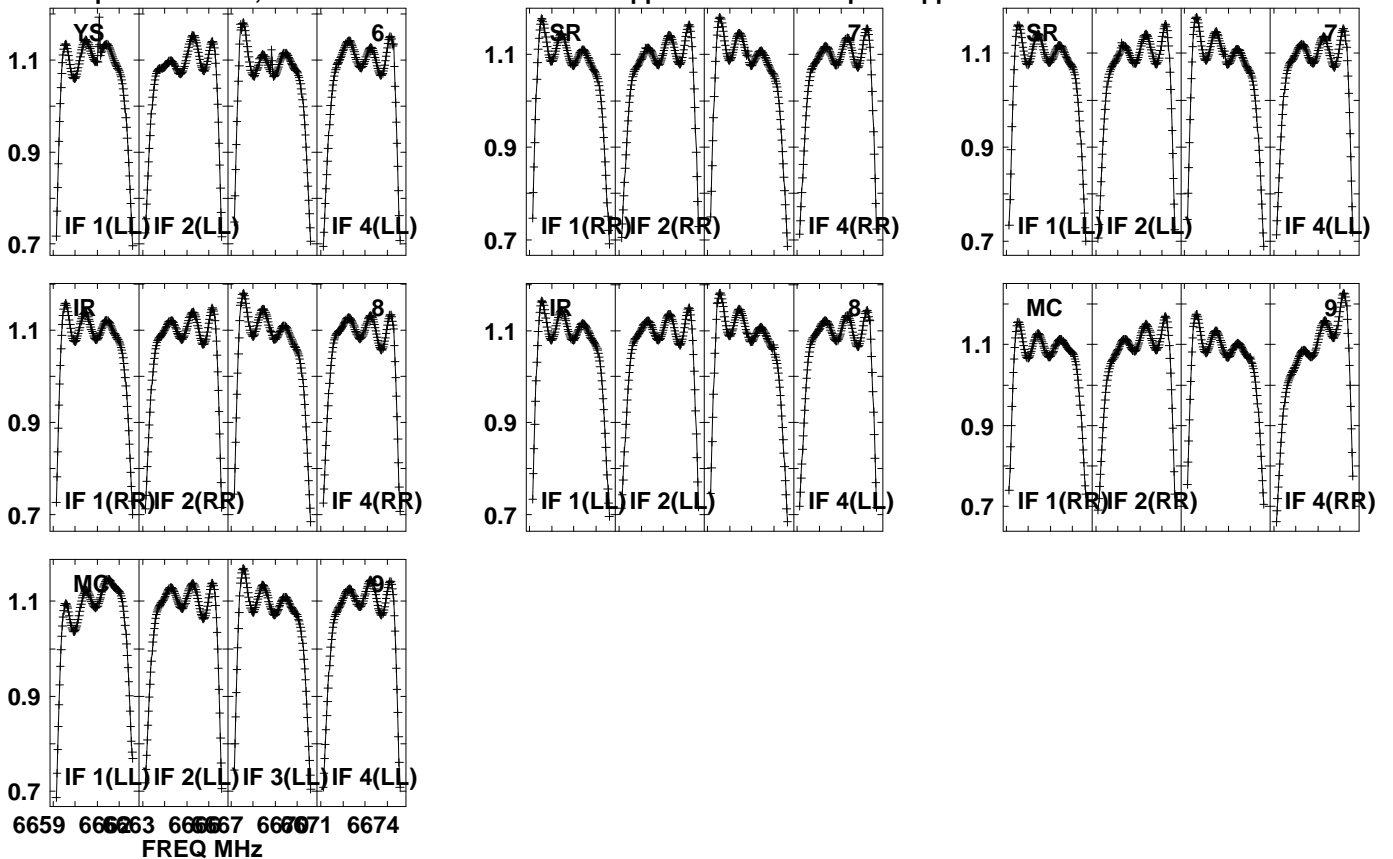 YS 6
1.1
0.9
0.7
IF 1(LL) IF 2(LL) IF 4(LL)
SR 7
1.1
0.9
0.7
IF 1(RR) IF 2(RR) IF 4(RR)
SR 7
1.1
0.9
0.7
IF 1(LL) IF 2(LL) IF 4(LL)
IR 8
1.1
0.9
0.7
IF 1(RR) IF 2(RR) IF 4(RR)
IR 8
1.1
0.9
0.7
IF 1(LL) IF 2(LL) IF 4(LL)
MC 9
1.1
0.9
0.7
IF 1(RR) IF 2(RR) IF 4(RR)
MC 9
1.1
0.9
0.7
IF 1(LL) IF 2(LL) IF 3(LL) IF 4(LL)
6659 6662 6663 6666 6667 6670 6671 6674
FREQ MHz